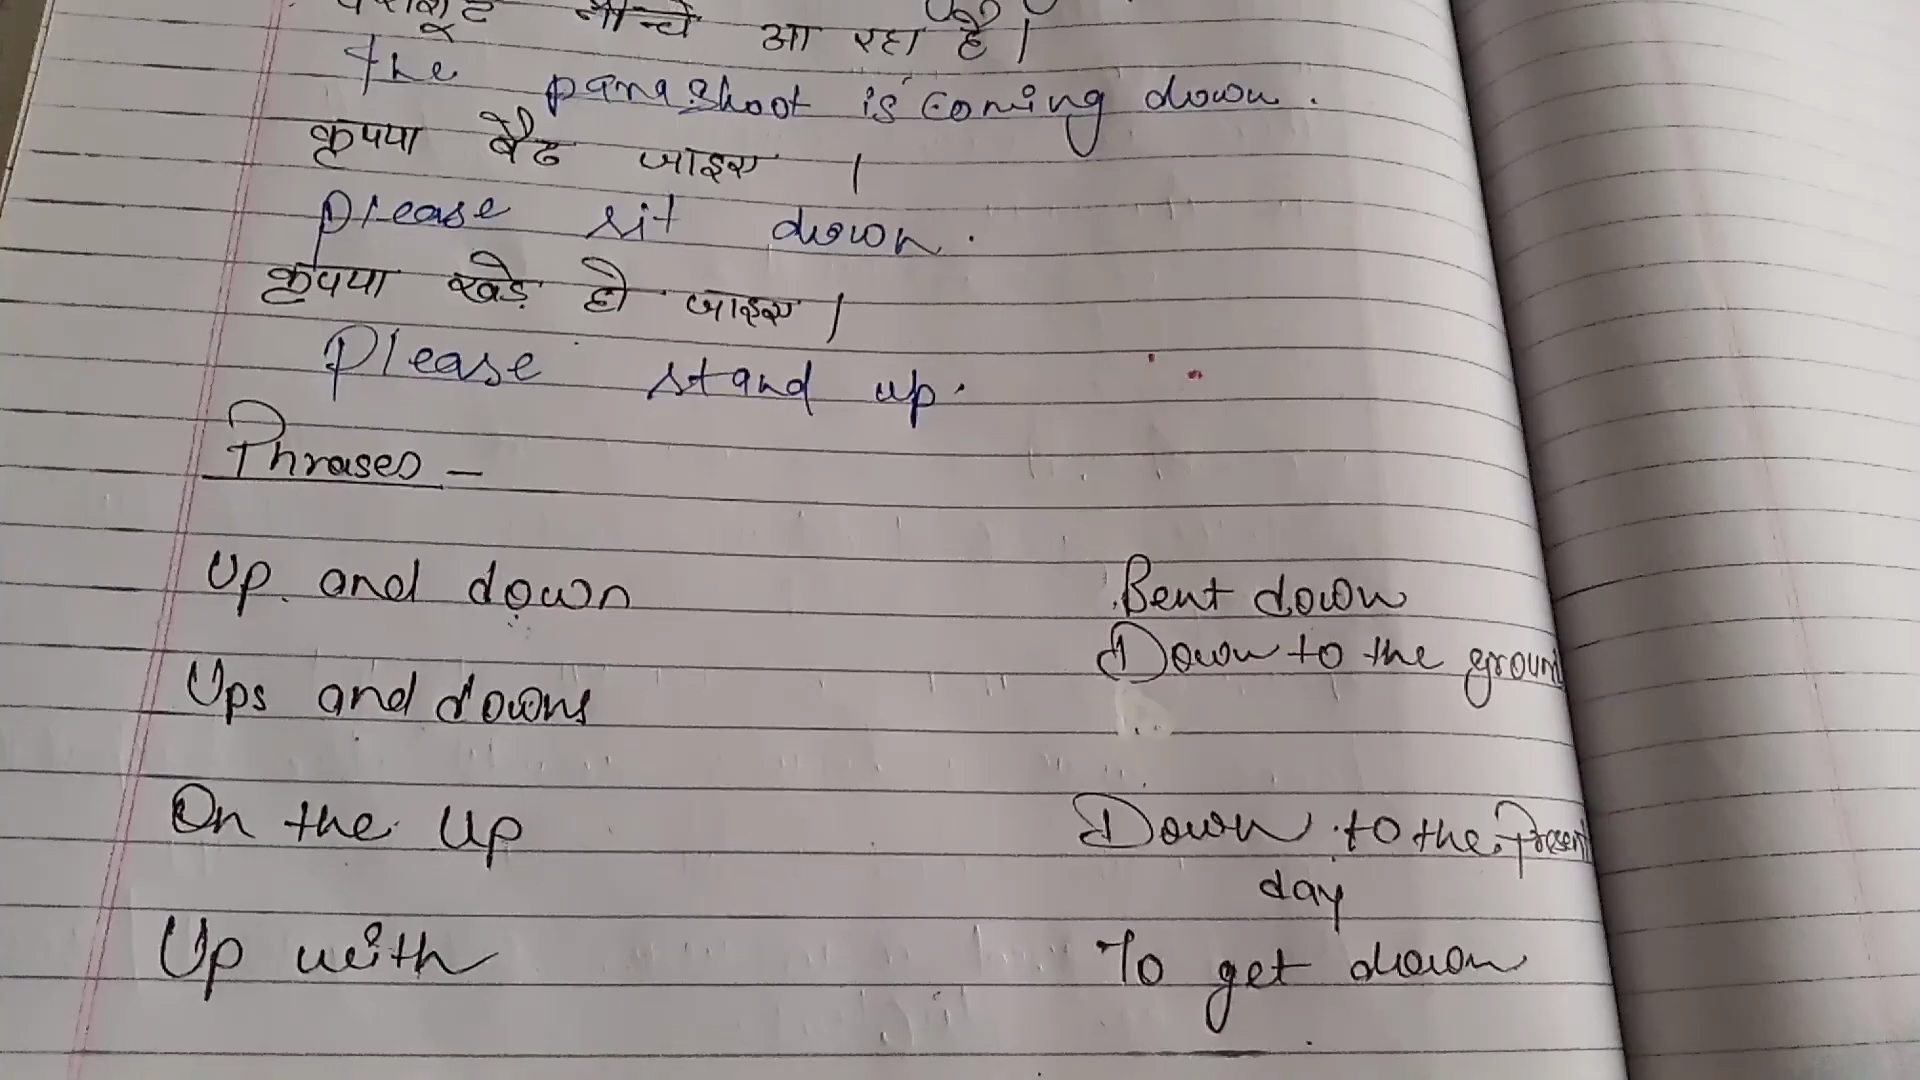 पैराशूट नीचे आ रहा है।
the parashoot is coming down.
कृपया बैठ जाइए ।
please sit down.
कृपया खड़े हो जाइए।
Please stand up.
Phrases -
Up and down
Bent down
Down to the ground
Ups and downs
On the up
Down to the Present
day
Up with
To get down